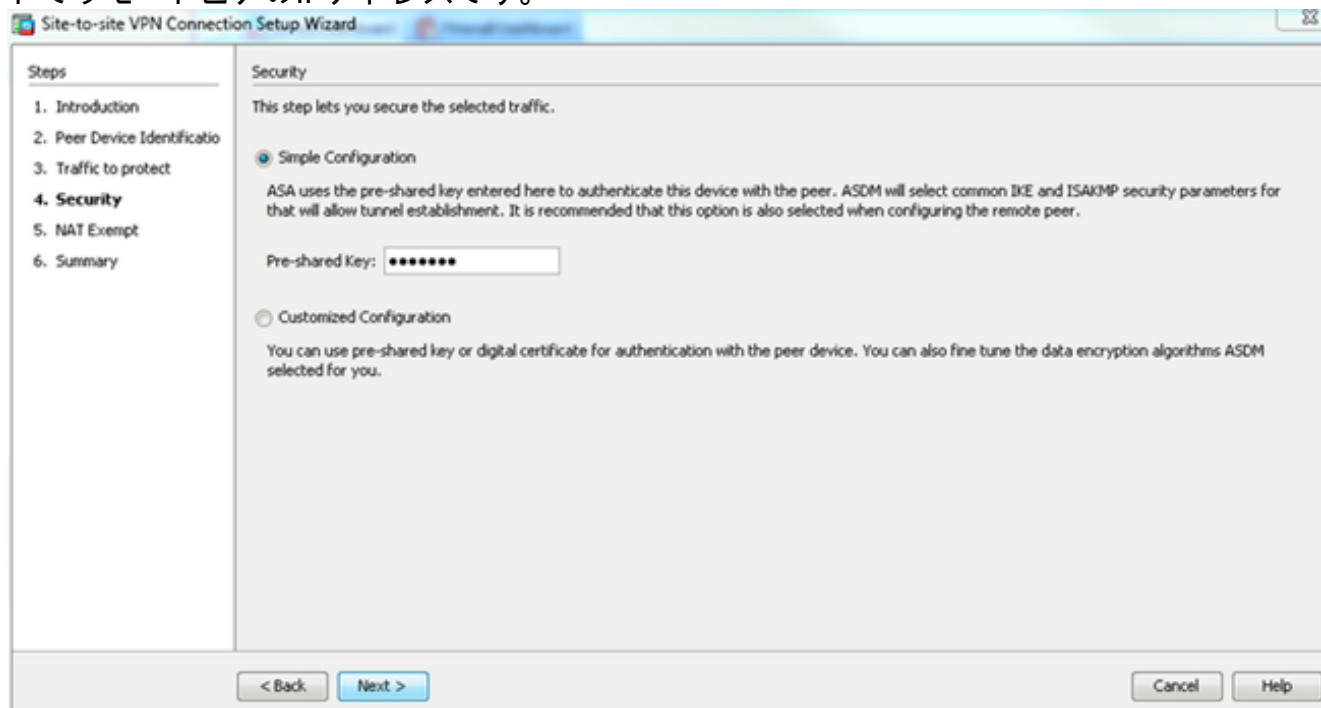 Site-to-site VPN Connection Setup Wizard
Steps
1. Introduction
2. Peer Device Identificatio
3. Traffic to protect
4. Security
5. NAT Exempt
6. Summary
Security
This step lets you secure the selected traffic.
Simple Configuration
ASA uses the pre-shared key entered here to authenticate this device with the peer. ASDM will select common IKE and ISAKMP security parameters for
that will allow tunnel establishment. It is recommended that this option is also selected when configuring the remote peer.
Pre-shared Key: •••••••
Customized Configuration
You can use pre-shared key or digital certificate for authentication with the peer device. You can also fine tune the data encryption algorithms ASDM
selected for you.
< Back
Next >
Cancel
Help